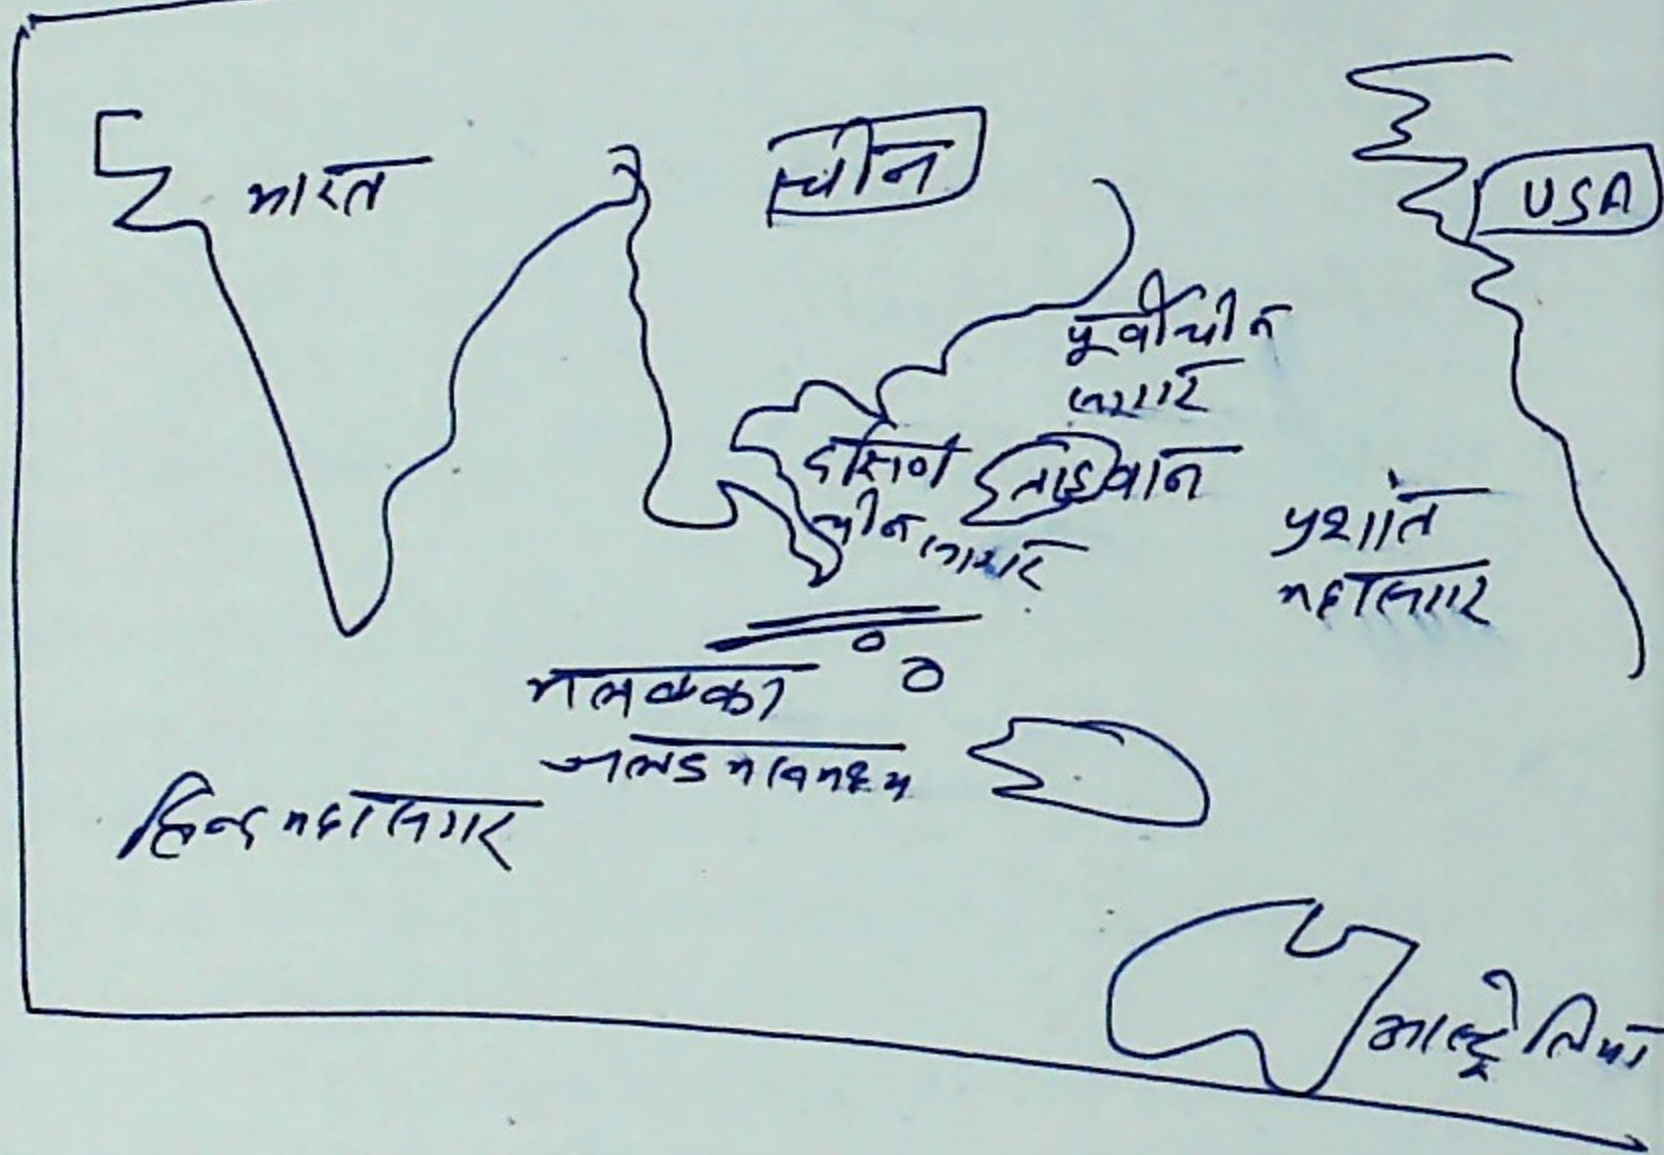 भारत
चीन
USA
पूर्वी चीन
सागर
दक्षिण
चीन सागर
ताइवान
प्रशांत
महासागर
मलक्का
जलडमरूमध्य
हिन्द महासागर
आस्ट्रेलिया